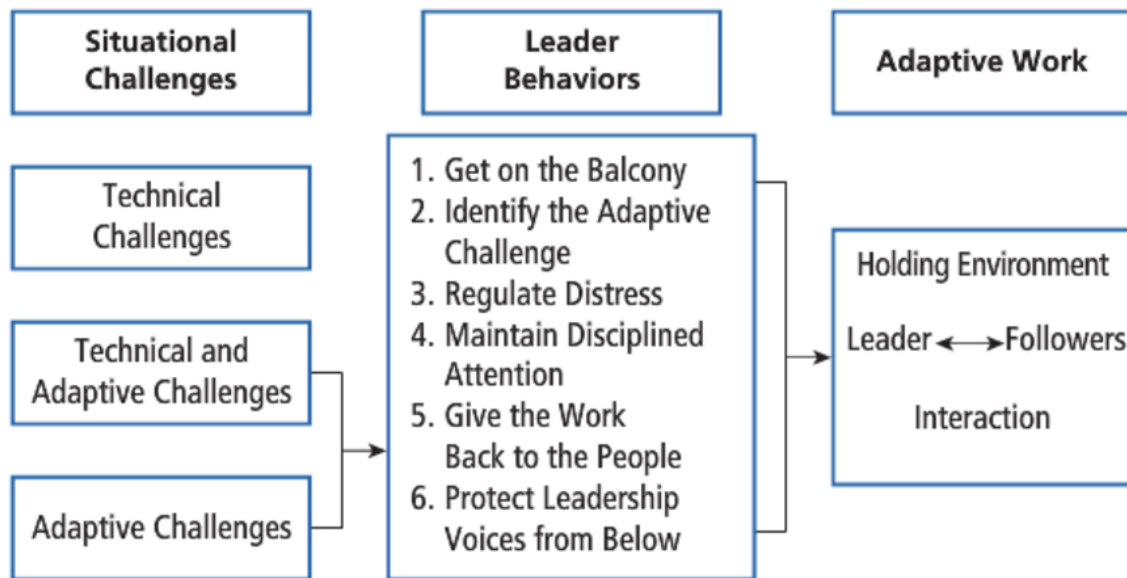 Situational
Challenges
Leader
Behaviors
Adaptive Work
Technical
Challenges
Technical and
Adaptive Challenges
Adaptive Challenges
1. Get on the Balcony
2. Identify the Adaptive
Challenge
3. Regulate Distress
4. Maintain Disciplined
Attention
5. Give the Work
Back to the People
6. Protect Leadership
Voices from Below
Holding Environment
Leader Followers
Interaction